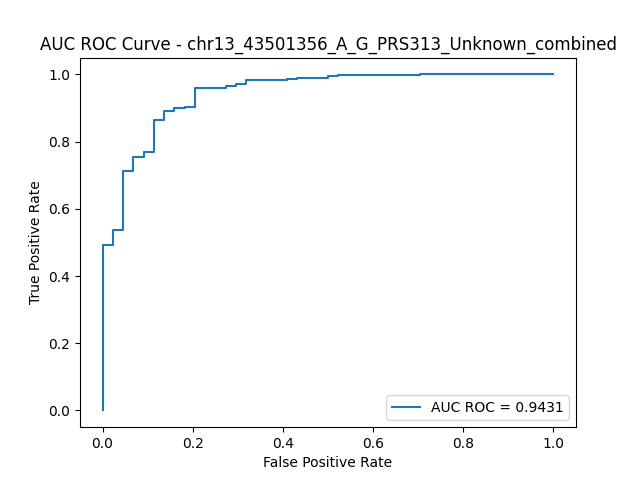 AUC ROC Curve - chr13_43501356_A_G_PRS313_Unknown_combined
1.0
0.8
0.6
0.4
0.2
0.0
True Positive Rate
AUC ROC = 0.9431
0.0 0.2 0.4 0.6 0.8 1.0
False Positive Rate